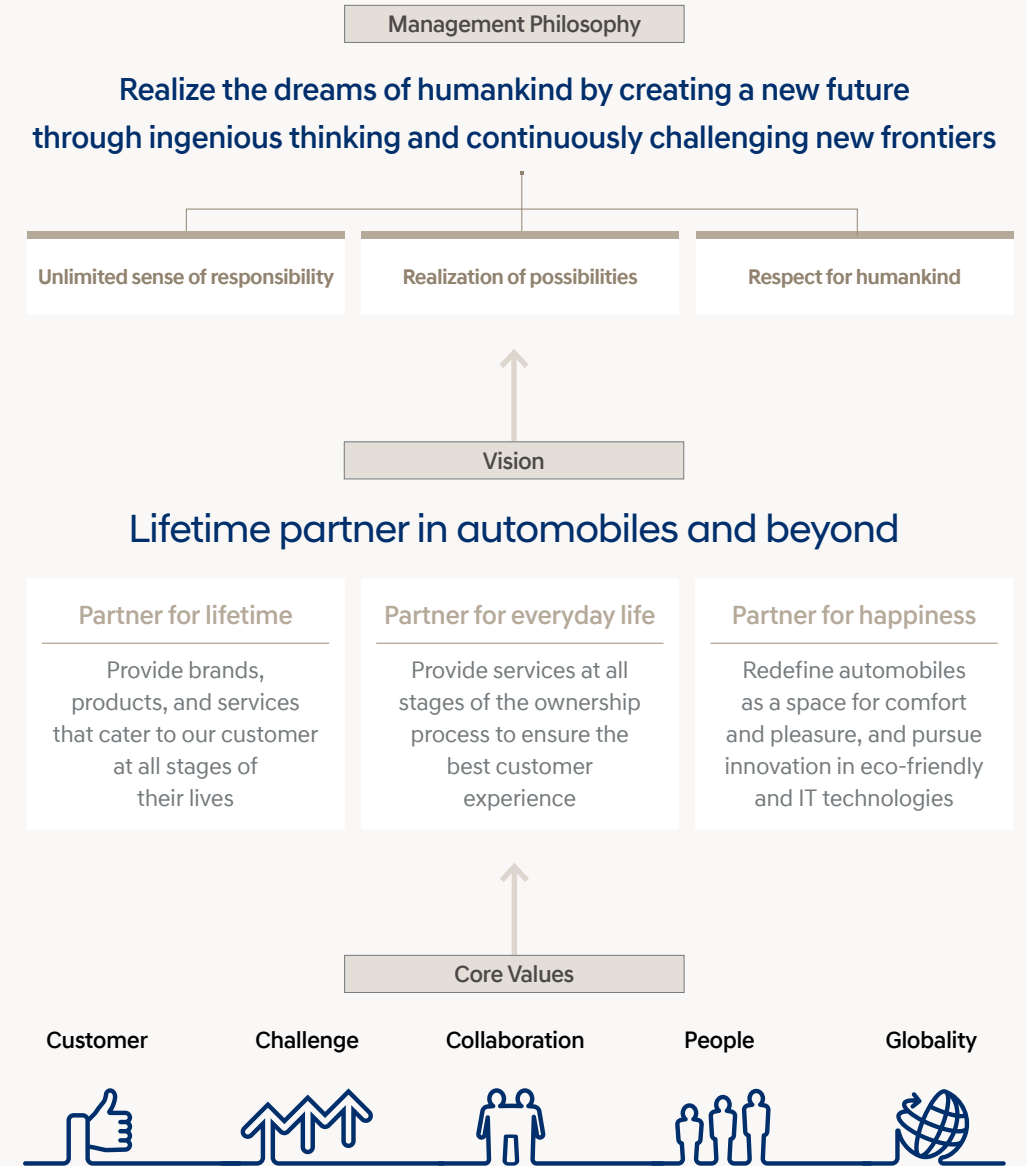 Management Philosophy
Realize the dreams of humankind by creating a new future
through ingenious thinking and continuously challenging new frontiers
Unlimited sense of responsibility
Realization of possibilities
Respect for humankind
Vision
Lifetime partner in automobiles and beyond
Partner for lifetime
Provide brands,
products, and services
that cater to our customer
at all stages of
their lives
Partner for everyday life
Provide services at all
stages of the ownership
process to ensure the
best customer
experience
Partner for happiness
Redefine automobiles
as a space for comfort
and pleasure, and pursue
innovation in eco-friendly
and IT technologies
Core Values
Customer
Challenge
Collaboration
People
Globality